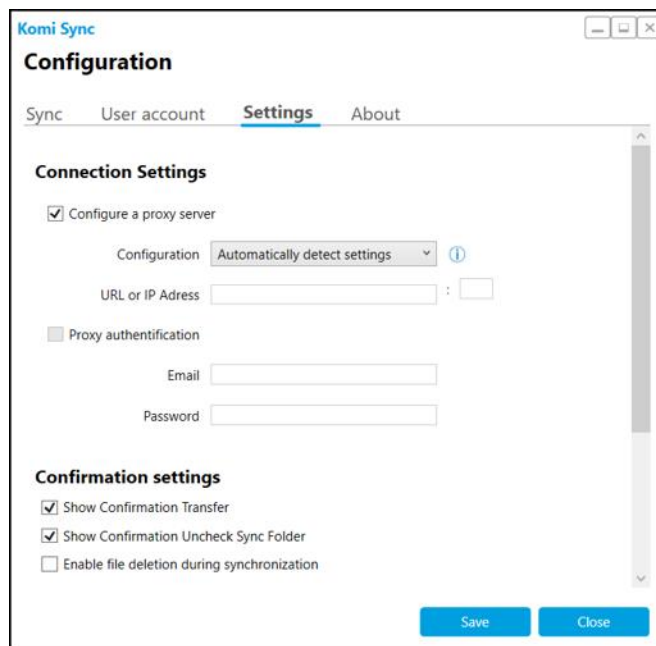 Komi Sync
Configuration
Sync User account Settings About
Connection Settings
Configure a proxy server
Configuration Automatically detect settings
URL or IP Adress :
Proxy authentification
Email
Password
Confirmation settings
Show Confirmation Transfer
Show Confirmation Uncheck Sync Folder
Enable file deletion during synchronization
Save Close